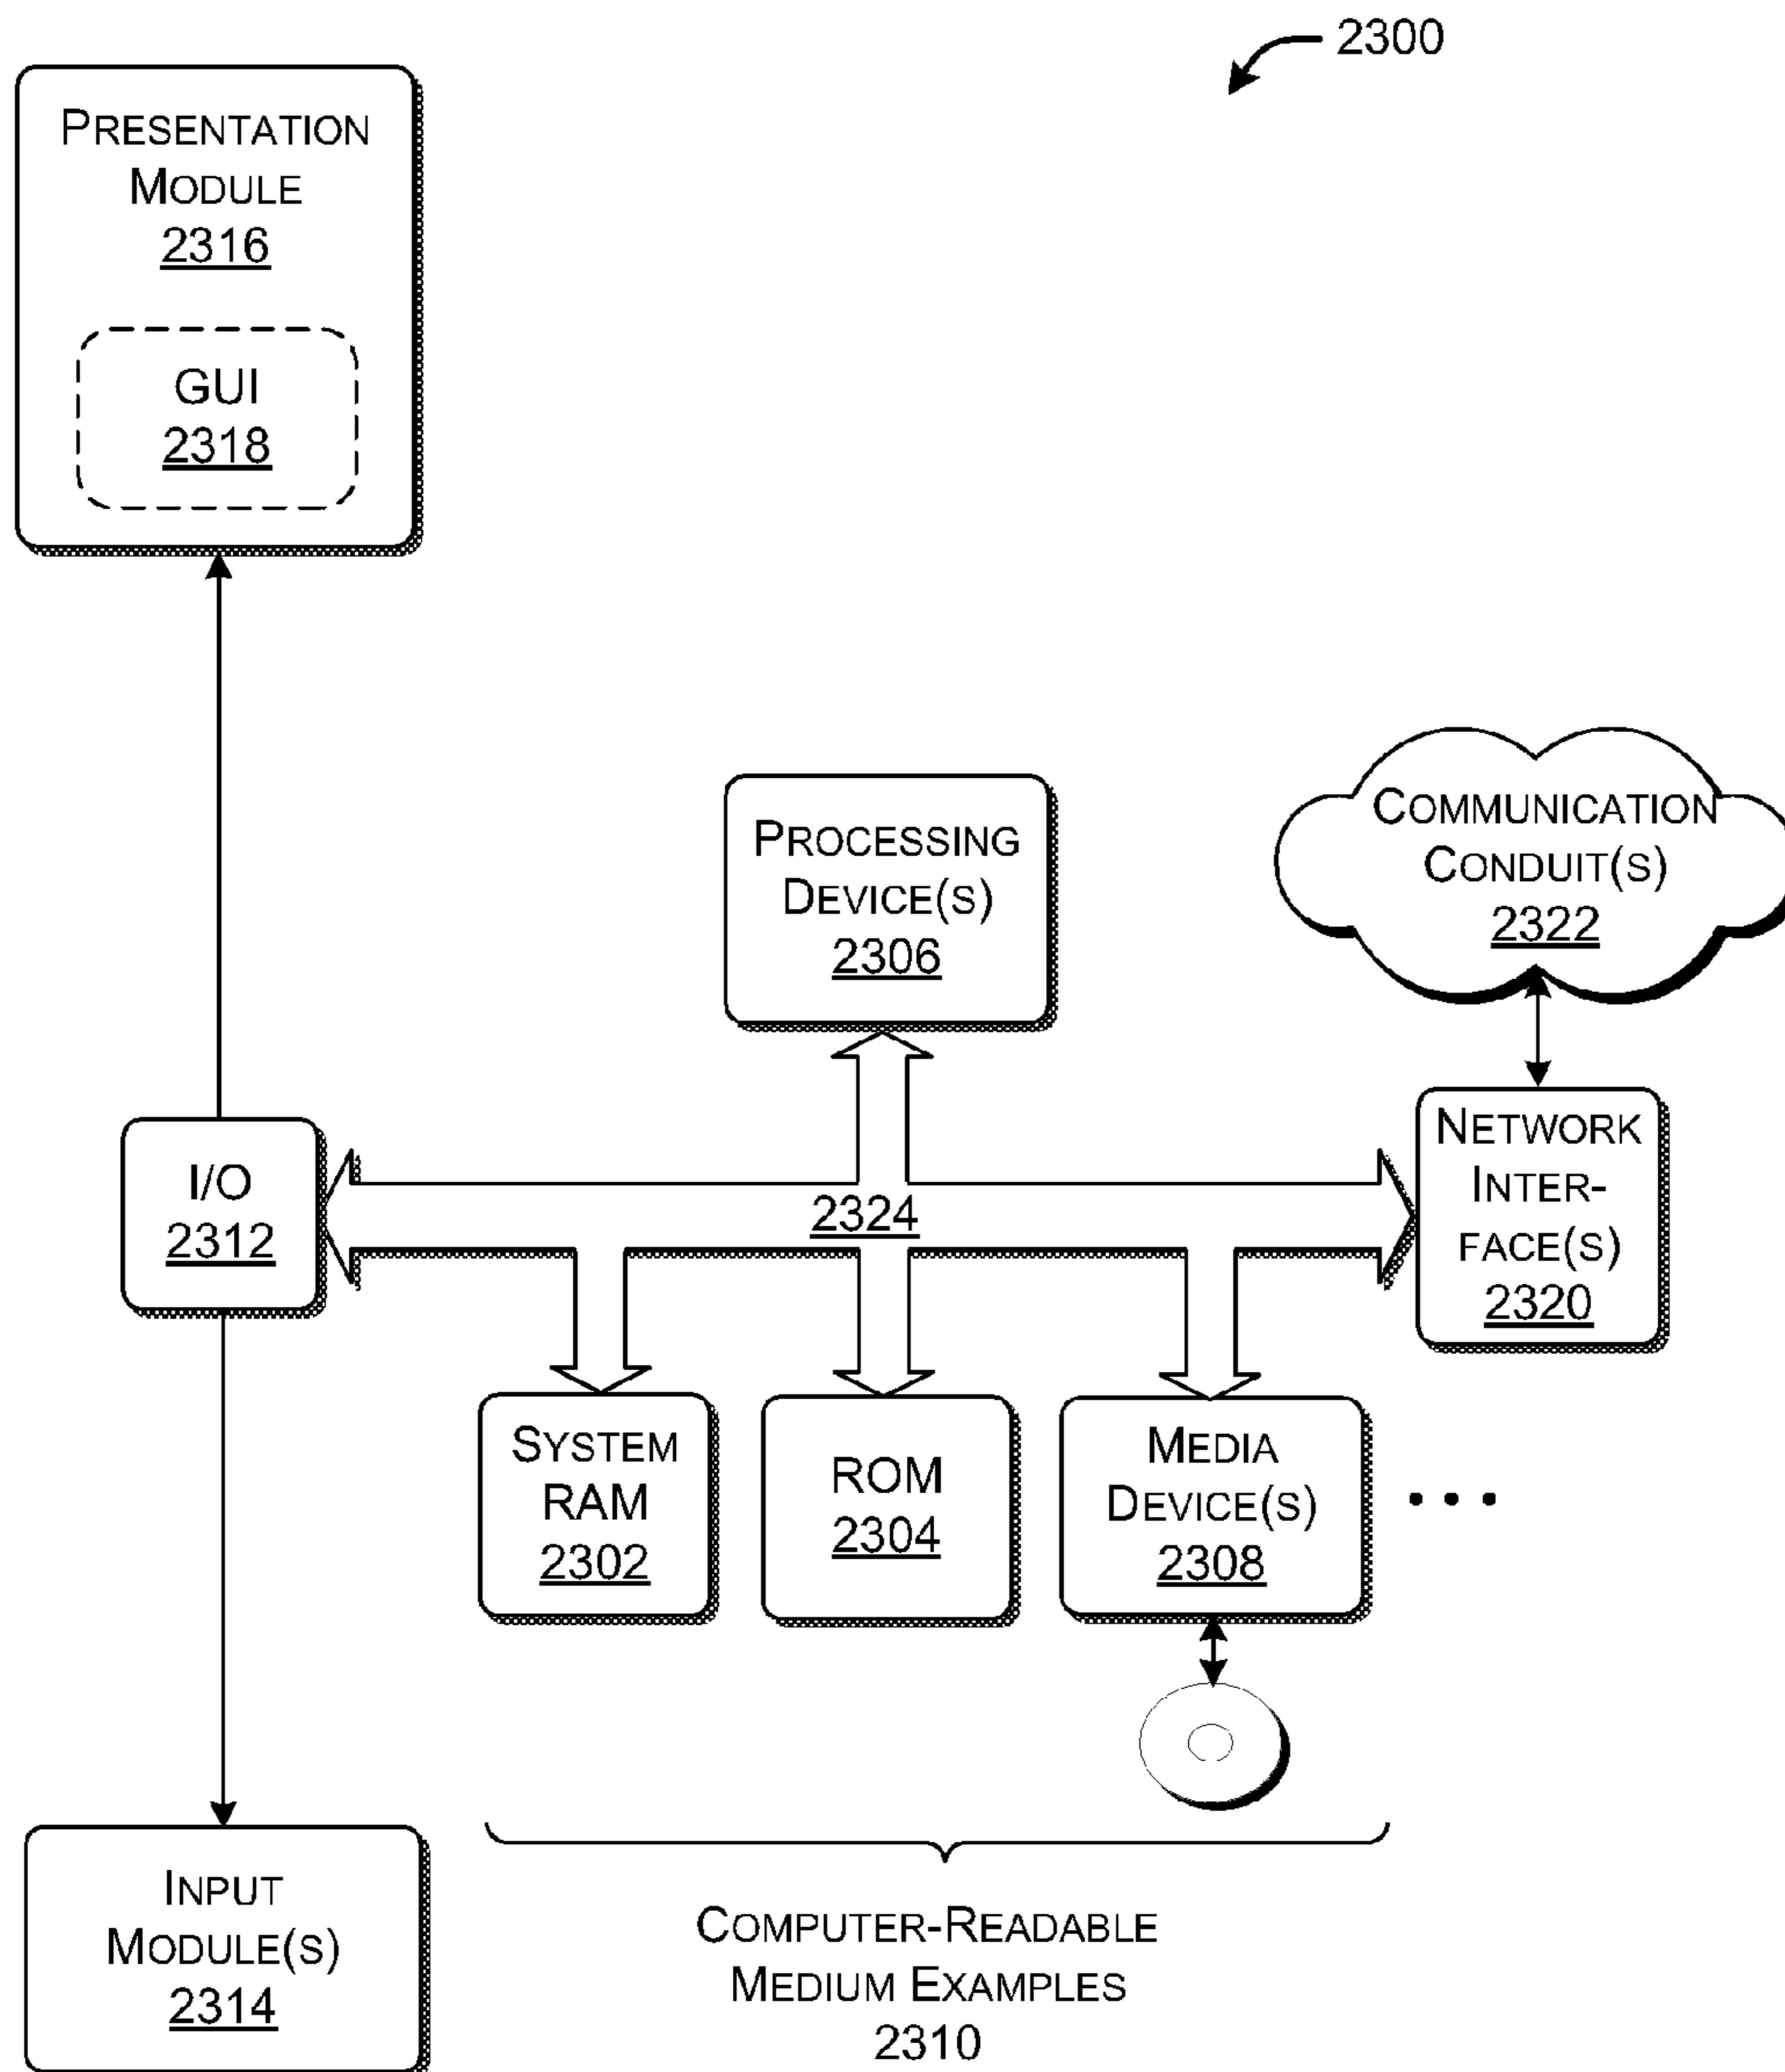 2300
PRESENTATION
MODULE
2316
GUI
2318
PROCESSING
DEVICE(S)
2306
COMMUNICATION
CONDUIT(S)
2322
I/O
2312
2324
NETWORK
INTER-
FACE(S)
2320
SYSTEM
RAM
2302
ROM
2304
MEDIA
DEVICE(S)
2308
INPUT
MODULE(S)
2314
COMPUTER-READABLE
MEDIUM EXAMPLES
2310